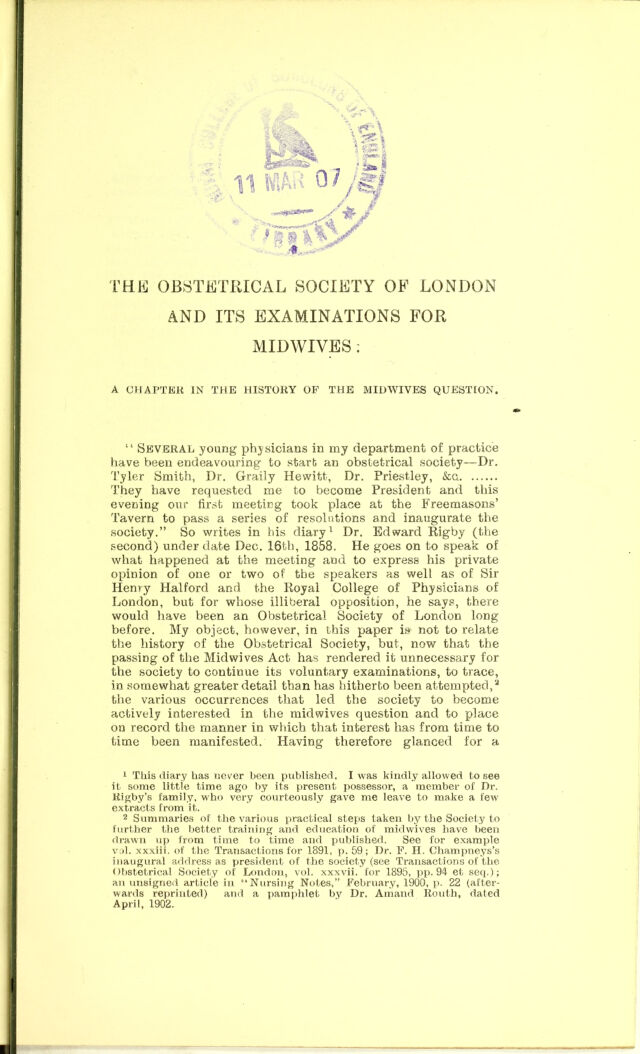 ROYAL COLLEGE OF SURGEONS OF ENGLAND
11 MAR 07
* LIBRARY *
THE OBSTETRICAL SOCIETY OF LONDON
AND ITS EXAMINATIONS FOR
MIDWIVES:
A CHAPTER IN THE HISTORY OF THE MIDWIVES QUESTION.
“ SEVERAL young physicians in my department of practice
have been endeavouring to start an obstetrical society—Dr.
Tyler Smith, Dr. Graily Hewitt, Dr. Priestley, &c. ......
They have requested me to become President and this
evening our first meeting took place at the Freemasons'
Tavern to pass a series of resolutions and inaugurate the
society.” So writes in his diary¹ Dr. Edward Rigby (the
second) under date Dec. 16th, 1858. He goes on to speak of
what happened at the meeting and to express his private
opinion of one or two of the speakers as well as of Sir
Henry Halford and the Royal College of Physicians of
London, but for whose illiberal opposition, he says, there
would have been an Obstetrical Society of London long
before. My object, however, in this paper is not to relate
the history of the Obstetrical Society, but, now that the
passing of the Midwives Act has rendered it unnecessary for
the society to continue its voluntary examinations, to trace,
in somewhat greater detail than has hitherto been attempted,²
the various occurrences that led the society to become
actively interested in the midwives question and to place
on record the manner in which that interest has from time to
time been manifested. Having therefore glanced for a
¹ This diary has never been published. I was kindly allowed to see
it some little time ago by its present possessor, a member of Dr.
Rigby's family, who very courteously gave me leave to make a few
extracts from it.
² Summaries of the various practical steps taken by the Society to
further the better training and education of midwives have been
drawn up from time to time and published. See for example
vol. xxxiii. of the Transactions for 1891, p. 59; Dr. F. H. Champneys's
inaugural address as president of the society (see Transactions of the
Obstetrical Society of London, vol. xxxvii. for 1895, pp. 94 et seq.);
an unsigned article in “Nursing Notes,” February, 1900, p. 22 (after-
wards reprinted) and a pamphlet by Dr. Amand Routh, dated
April, 1902.